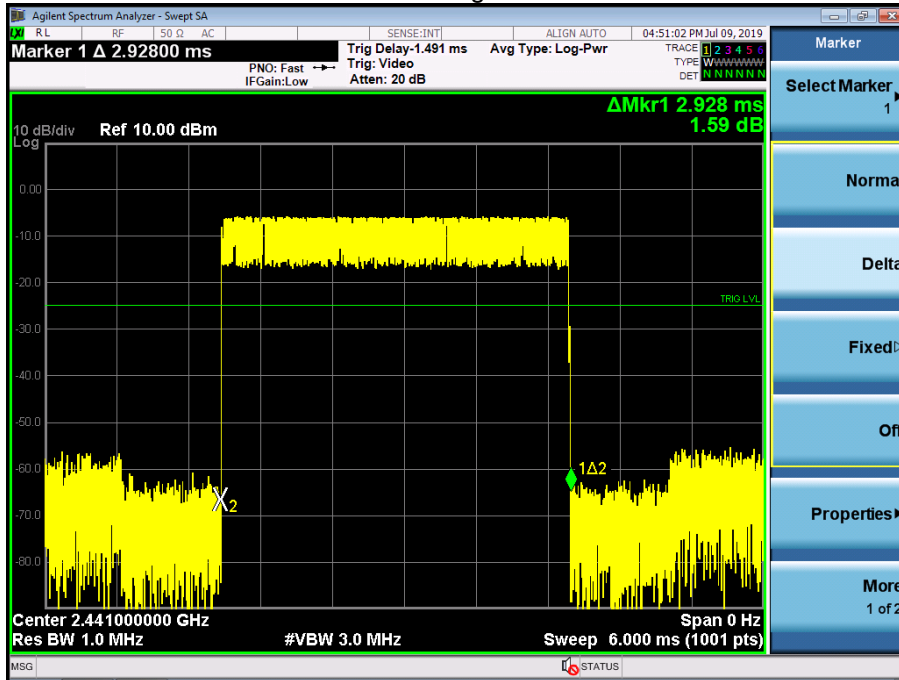 Agilent Spectrum Analyzer - Swept SA
LXI RL RF 50 Ω AC SENSE:INT ALIGN AUTO 04:51:02 PM Jul 09, 2019
Marker 1 Δ 2.92800 ms
PNO: Fast
IFGain:Low
Trig Delay-1.491 ms
Trig: Video
Atten: 20 dB
Avg Type: Log-Pwr
TRACE 1 2 3 4 5 6
TYPE WWWWWW
DET N N N N N N
ΔMkr1 2.928 ms
1.59 dB
10 dB/div Ref 10.00 dBm
Log
0.00
-10.0
-20.0
TRIG LVL
-30.0
-40.0
-50.0
-60.0
1Δ2
X2
-70.0
-80.0
Center 2.441000000 GHz Span 0 Hz
Res BW 1.0 MHz #VBW 3.0 MHz Sweep 6.000 ms (1001 pts)
MSG STATUS
Marker
Select Marker
1
Norma
Delta
Fixed
Off
Properties
More
1 of 2